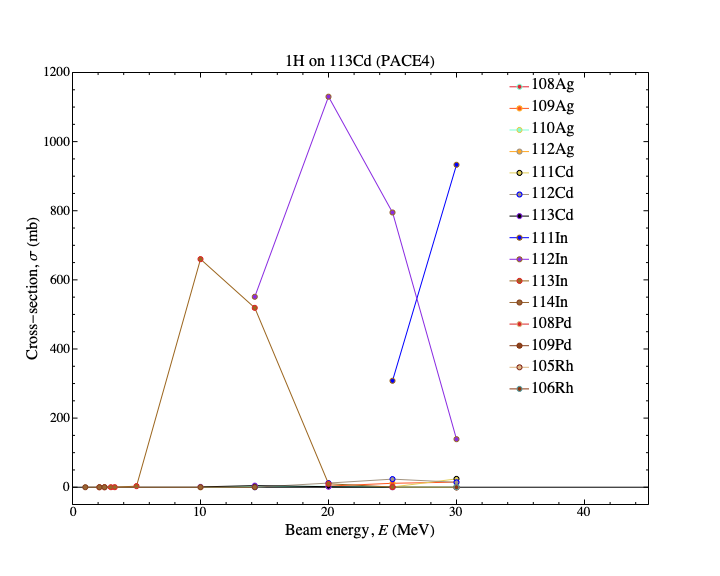 1H on 113Cd (PACE4)
1200
1000
800
600
400
200
0
Cross−section, σ (mb)
108Ag
109Ag
110Ag
112Ag
111Cd
112Cd
113Cd
111In
112In
113In
114In
108Pd
109Pd
105Rh
106Rh
0 10 20 30 40
Beam energy, E (MeV)